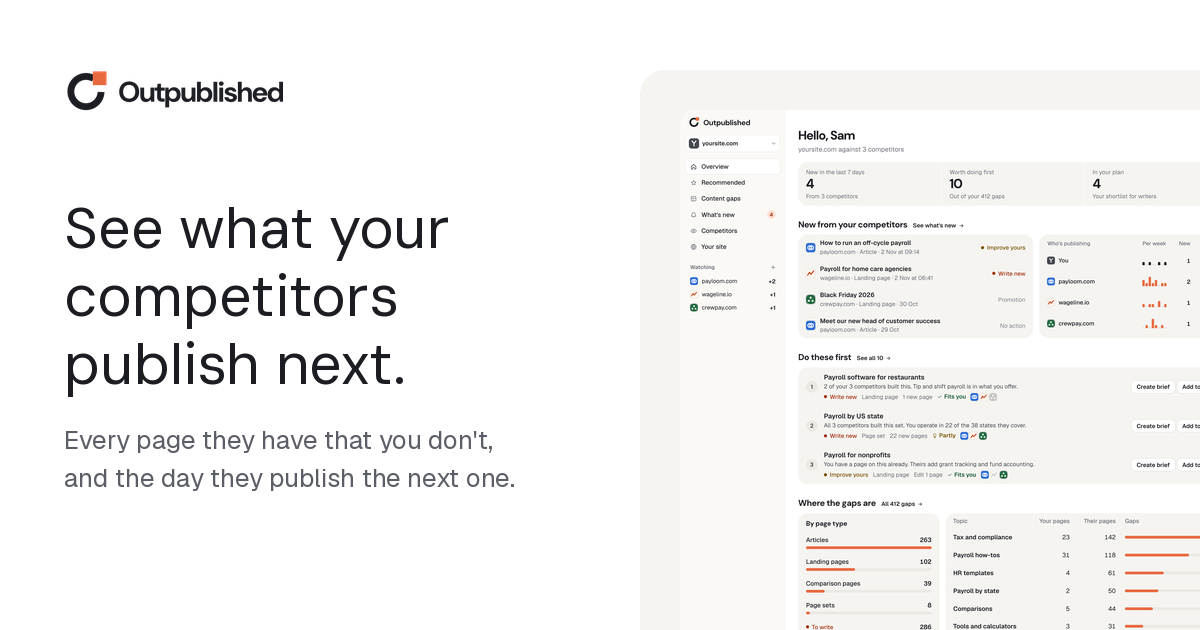 Outpublished
See what your
competitors
publish next.
Every page they have that you don't,
and the day they publish the next one.
Outpublished
Y yoursite.com
Overview
Recommended
Content gaps
What's new 4
Competitors
Your site
Watching +
payloom.com +2
wageline.io +1
crewpay.com +1
Hello, Sam
yoursite.com against 3 competitors
New in the last 7 days
4
From 3 competitors
Worth doing first
10
Out of your 412 gaps
In your plan
4
Your shortlist for writers
New from your competitors See what's new →
How to run an off-cycle payroll
payloom.com · Article · 2 Nov at 09:14
Improve yours
Payroll for home care agencies
wageline.io · Landing page · 2 Nov at 06:41
Write new
Black Friday 2026
crewpay.com · Landing page · 30 Oct
Promotion
Meet our new head of customer success
payloom.com · Article · 29 Oct
No action
Who's publishing Per week New
Y You 1
payloom.com 2
wageline.io 1
crewpay.com 1
Do these first See all 10 →
1 Payroll software for restaurants
2 of your 3 competitors built this. Tip and shift payroll is in what you offer.
Write new Landing page 1 new page ✓ Fits you
Create brief Add to
2 Payroll by US state
All 3 competitors built this set. You operate in 22 of the 38 states they cover.
Write new Page set 22 new pages Partly
Create brief Add to
3 Payroll for nonprofits
You have a page on this already. Theirs add grant tracking and fund accounting.
Improve yours Landing page Edit 1 page ✓ Fits you
Create brief Add to
Where the gaps are All 412 gaps →
By page type
Articles 263
Landing pages 102
Comparison pages 39
Page sets 8
To write 286
Topic Your pages Their pages Gaps
Tax and compliance 23 142
Payroll how-tos 31 118
HR templates 4 61
Payroll by state 2 50
Comparisons 5 44
Tools and calculators 3 31